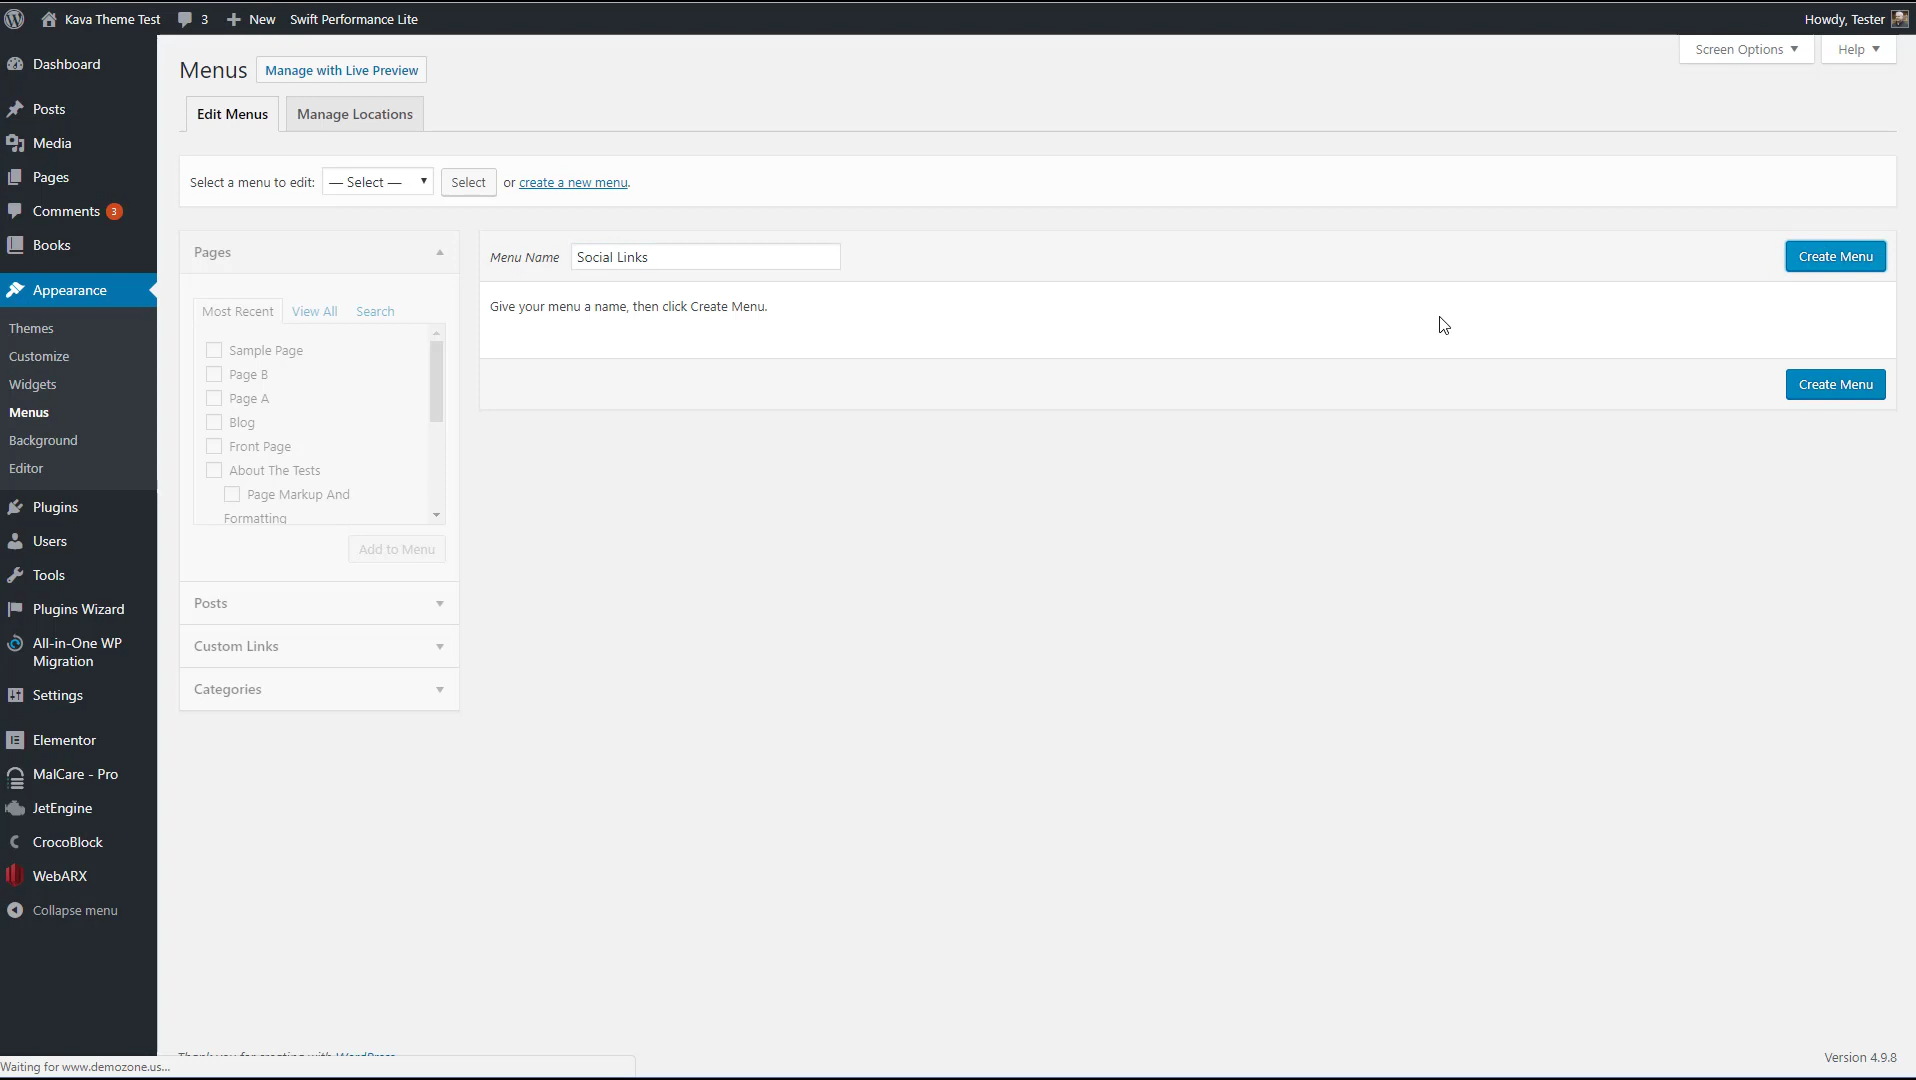 Kava Theme Test
3
New
Swift Performance Lite
Howdy, Tester
Dashboard
Posts
Media
Pages
Comments 3
Books
Appearance
Themes
Customize
Widgets
Menus
Background
Editor
Plugins
Users
Tools
Plugins Wizard
All-in-One WP
Migration
Settings
Elementor
MalCare - Pro
JetEngine
CrocoBlock
WebARX
Collapse menu
Screen Options
Help
Menus
Manage with Live Preview
Edit Menus
Manage Locations
Select a menu to edit: — Select — Select or create a new menu.
Pages
Most Recent View All Search
Sample Page
Page B
Page A
Blog
Front Page
About The Tests
Page Markup And
Formatting
Add to Menu
Posts
Custom Links
Categories
Menu Name Social Links Create Menu
Give your menu a name, then click Create Menu.
Create Menu
Thank you for creating with WordPress
Version 4.9.8
Waiting for www.demozone.us...